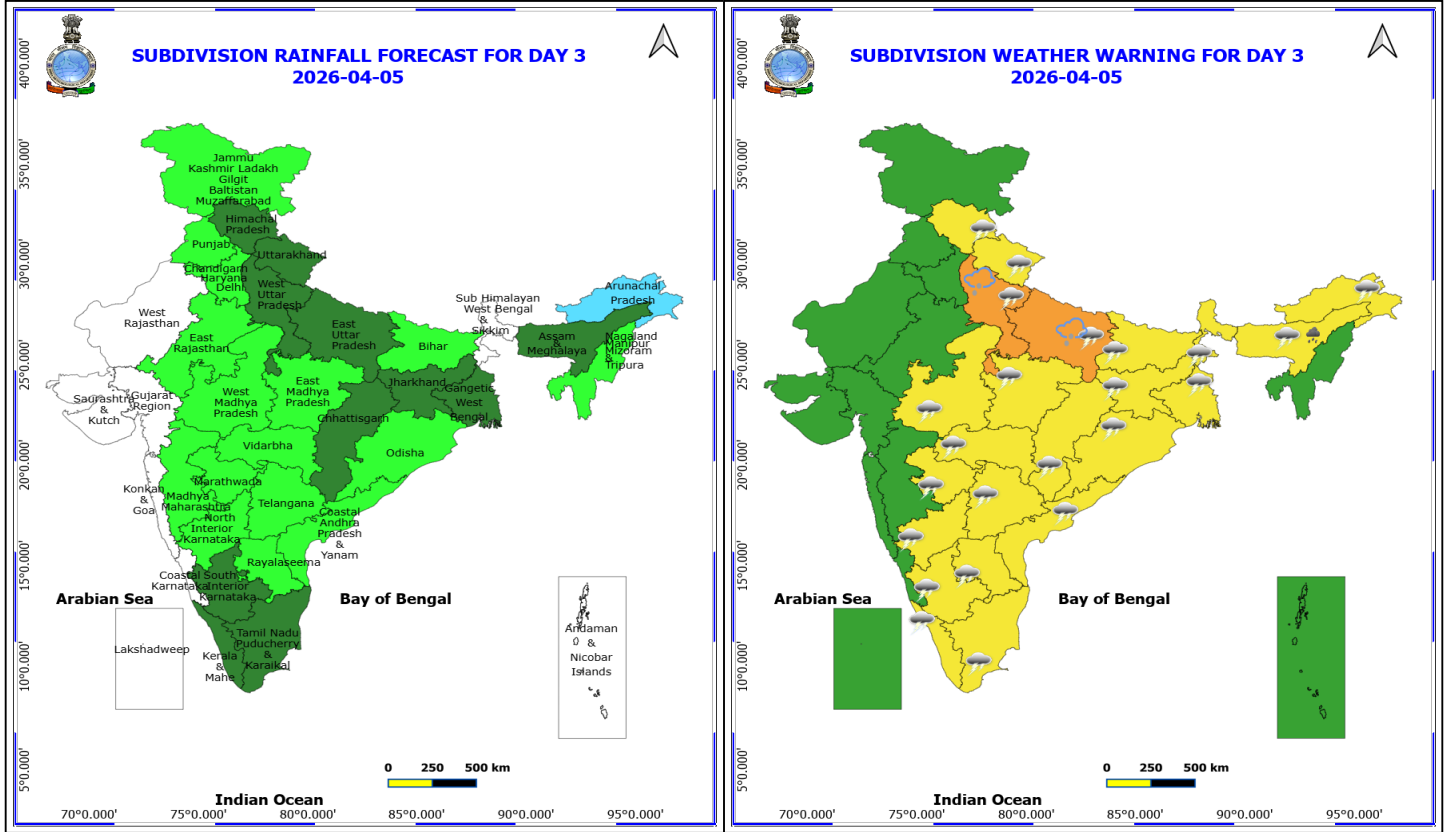 SUBDIVISION RAINFALL FORECAST FOR DAY 3
2026-04-05
40°0.000'
35°0.000'
30°0.000'
25°0.000'
20°0.000'
15°0.000'
10°0.000'
5°0.000'
Jammu
Kashmir Ladakh
Gilgit
Baltistan
Muzaffarabad
Himachal
Pradesh
Punjab
Uttarakhand
Chandigarh
Haryana
Delhi
West
Uttar
Pradesh
West
Rajasthan
East
Rajasthan
East
Uttar
Pradesh
Bihar
Sub Himalayan
West Bengal
&
Sikkim
Arunachal
Pradesh
Assam
&
Meghalaya
Nagaland
Manipur
Mizoram
&
Tripura
Saurashtra
&
Kutch
Gujarat
Region
West
Madhya
Pradesh
East
Madhya
Pradesh
Jharkhand
Gangetic
West
Bengal
Chhattisgarh
Odisha
Vidarbha
Marathwada
Konkan
&
Goa
Madhya
Maharashtra
Telangana
North
Interior
Karnataka
Coastal
Andhra
Pradesh
&
Yanam
Rayalaseema
Coastal
Karnataka
South
Interior
Karnataka
Tamil Nadu
Puducherry
&
Karaikal
Kerala
&
Mahe
Lakshadweep
Andaman
&
Nicobar
Islands
Arabian Sea
Bay of Bengal
0 250 500 km
Indian Ocean
70°0.000' 75°0.000' 80°0.000' 85°0.000' 90°0.000' 95°0.000'
SUBDIVISION WEATHER WARNING FOR DAY 3
2026-04-05
40°0.000'
35°0.000'
30°0.000'
25°0.000'
20°0.000'
15°0.000'
10°0.000'
5°0.000'
Arabian Sea
Bay of Bengal
0 250 500 km
Indian Ocean
70°0.000' 75°0.000' 80°0.000' 85°0.000' 90°0.000' 95°0.000'